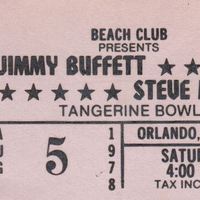 BEACH CLUB
PRESENTS
JIMMY BUFFETT ★★
★★★★★ STEVE
TANGERINE BOWL
5
1978
ORLANDO,
SATU
4:00
TAX INC